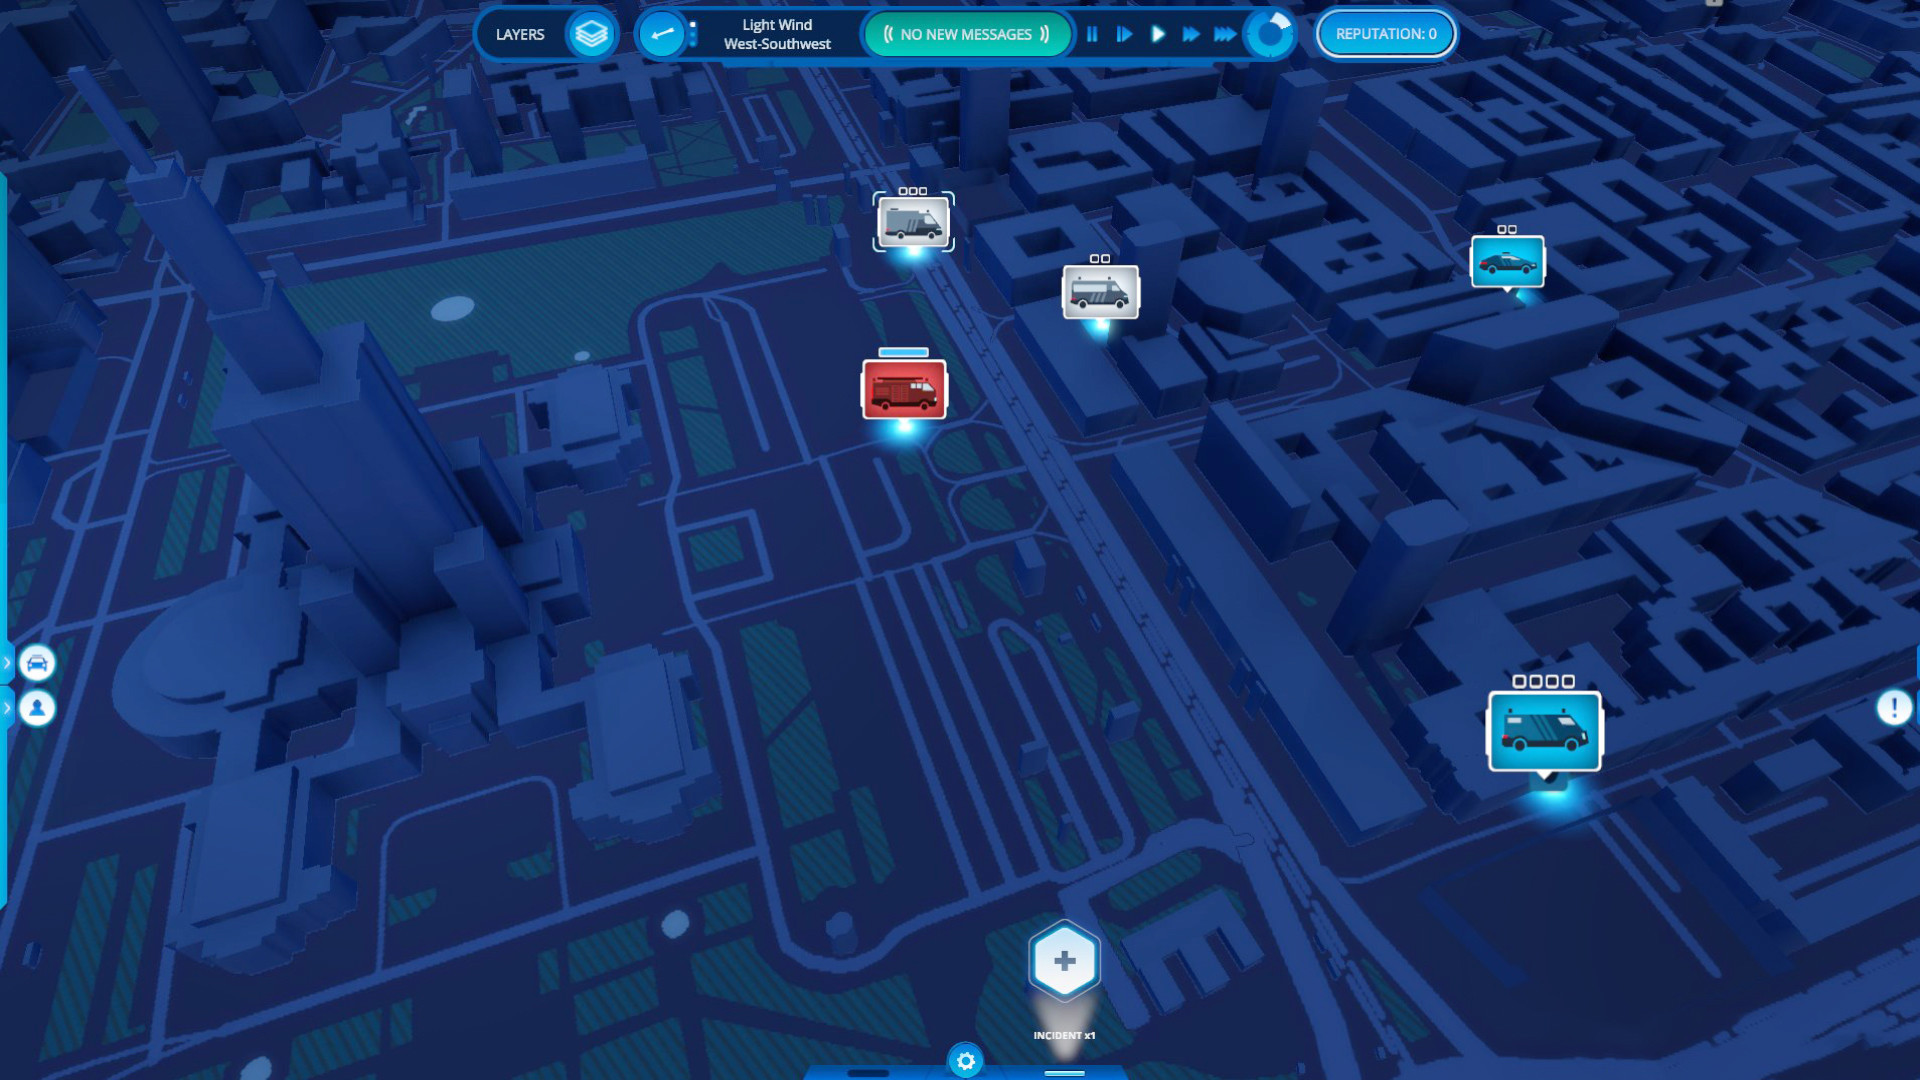 LAYERS
Light Wind
West-Southwest
NO NEW MESSAGES
REPUTATION: 0
INCIDENT x1